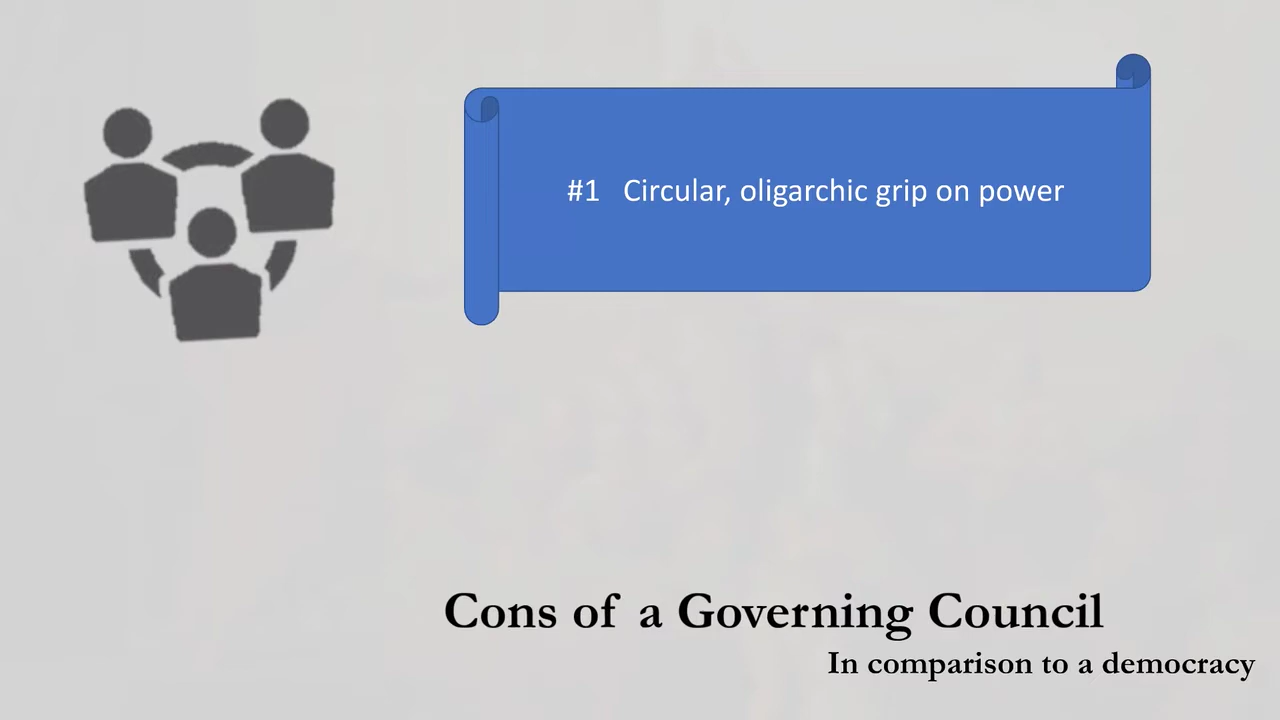 #1 Circular, oligarchic grip on power
Cons of a Governing Council
In comparison to a democracy